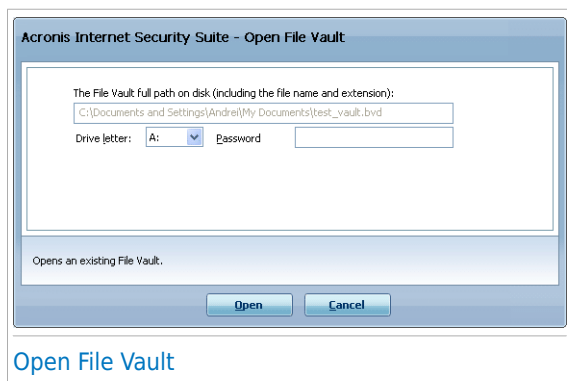 Acronis Internet Security Suite - Open File Vault
The File Vault full path on disk (including the file name and extension):
C:\Documents and Settings\Andrei\My Documents\test_vault.bvd
Drive letter: A: Password
Opens an existing File Vault.
Open Cancel
Open File Vault